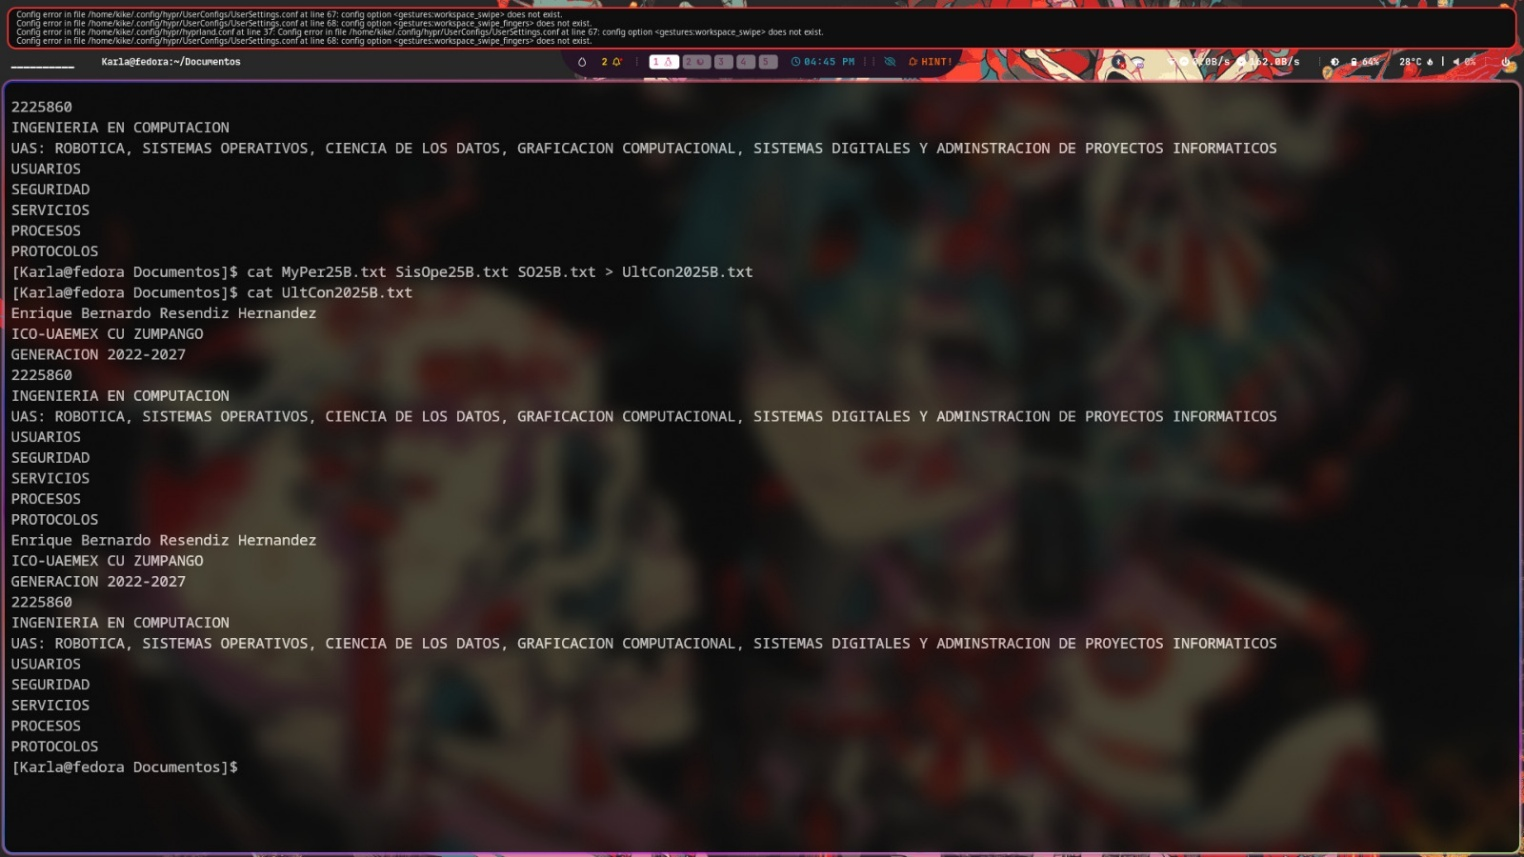 Config error in file /home/kike/.config/hypr/UserConfigs/UserSettings.conf at line 67: config option <gestures:workspace_swipe> does not exist.
Config error in file /home/kike/.config/hypr/UserConfigs/UserSettings.conf at line 68: config option <gestures:workspace_swipe_fingers> does not exist.
Config error in file /home/kike/.config/hypr/hyprland.conf at line 37: Config error in file /home/kike/.config/hypr/UserConfigs/UserSettings.conf at line 67: config option <gestures:workspace_swipe> does not exist.
Config error in file /home/kike/.config/hypr/UserConfigs/UserSettings.conf at line 68: config option <gestures:workspace_swipe_fingers> does not exist.
Karla@fedora:~/Documentos 2 1 2 3 4 5 04:45 PM HINT! 64% 28°C 0%
2225860
INGENIERIA EN COMPUTACION
UAS: ROBOTICA, SISTEMAS OPERATIVOS, CIENCIA DE LOS DATOS, GRAFICACION COMPUTACIONAL, SISTEMAS DIGITALES Y ADMINSTRACION DE PROYECTOS INFORMATICOS
USUARIOS
SEGURIDAD
SERVICIOS
PROCESOS
PROTOCOLOS
[Karla@fedora Documentos]$ cat MyPer25B.txt SisOpe25B.txt SO25B.txt > UltCon2025B.txt
[Karla@fedora Documentos]$ cat UltCon2025B.txt
Enrique Bernardo Resendiz Hernandez
ICO-UAEMEX CU ZUMPANGO
GENERACION 2022-2027
2225860
INGENIERIA EN COMPUTACION
UAS: ROBOTICA, SISTEMAS OPERATIVOS, CIENCIA DE LOS DATOS, GRAFICACION COMPUTACIONAL, SISTEMAS DIGITALES Y ADMINSTRACION DE PROYECTOS INFORMATICOS
USUARIOS
SEGURIDAD
SERVICIOS
PROCESOS
PROTOCOLOS
Enrique Bernardo Resendiz Hernandez
ICO-UAEMEX CU ZUMPANGO
GENERACION 2022-2027
2225860
INGENIERIA EN COMPUTACION
UAS: ROBOTICA, SISTEMAS OPERATIVOS, CIENCIA DE LOS DATOS, GRAFICACION COMPUTACIONAL, SISTEMAS DIGITALES Y ADMINSTRACION DE PROYECTOS INFORMATICOS
USUARIOS
SEGURIDAD
SERVICIOS
PROCESOS
PROTOCOLOS
[Karla@fedora Documentos]$